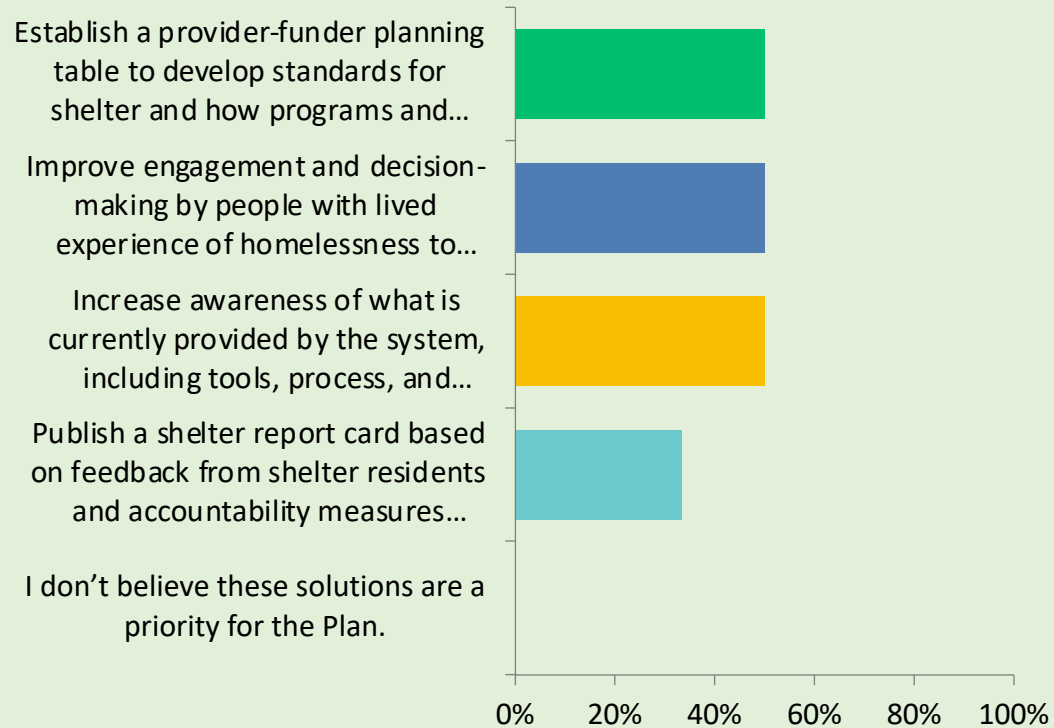 Establish a provider-funder planning
table to develop standards for
shelter and how programs and...
Improve engagement and decision-
making by people with lived
experience of homelessness to...
Increase awareness of what is
currently provided by the system,
including tools, process, and...
Publish a shelter report card based
on feedback from shelter residents
and accountability measures...
I don’t believe these solutions are a
priority for the Plan.
0% 20% 40% 60% 80% 100%